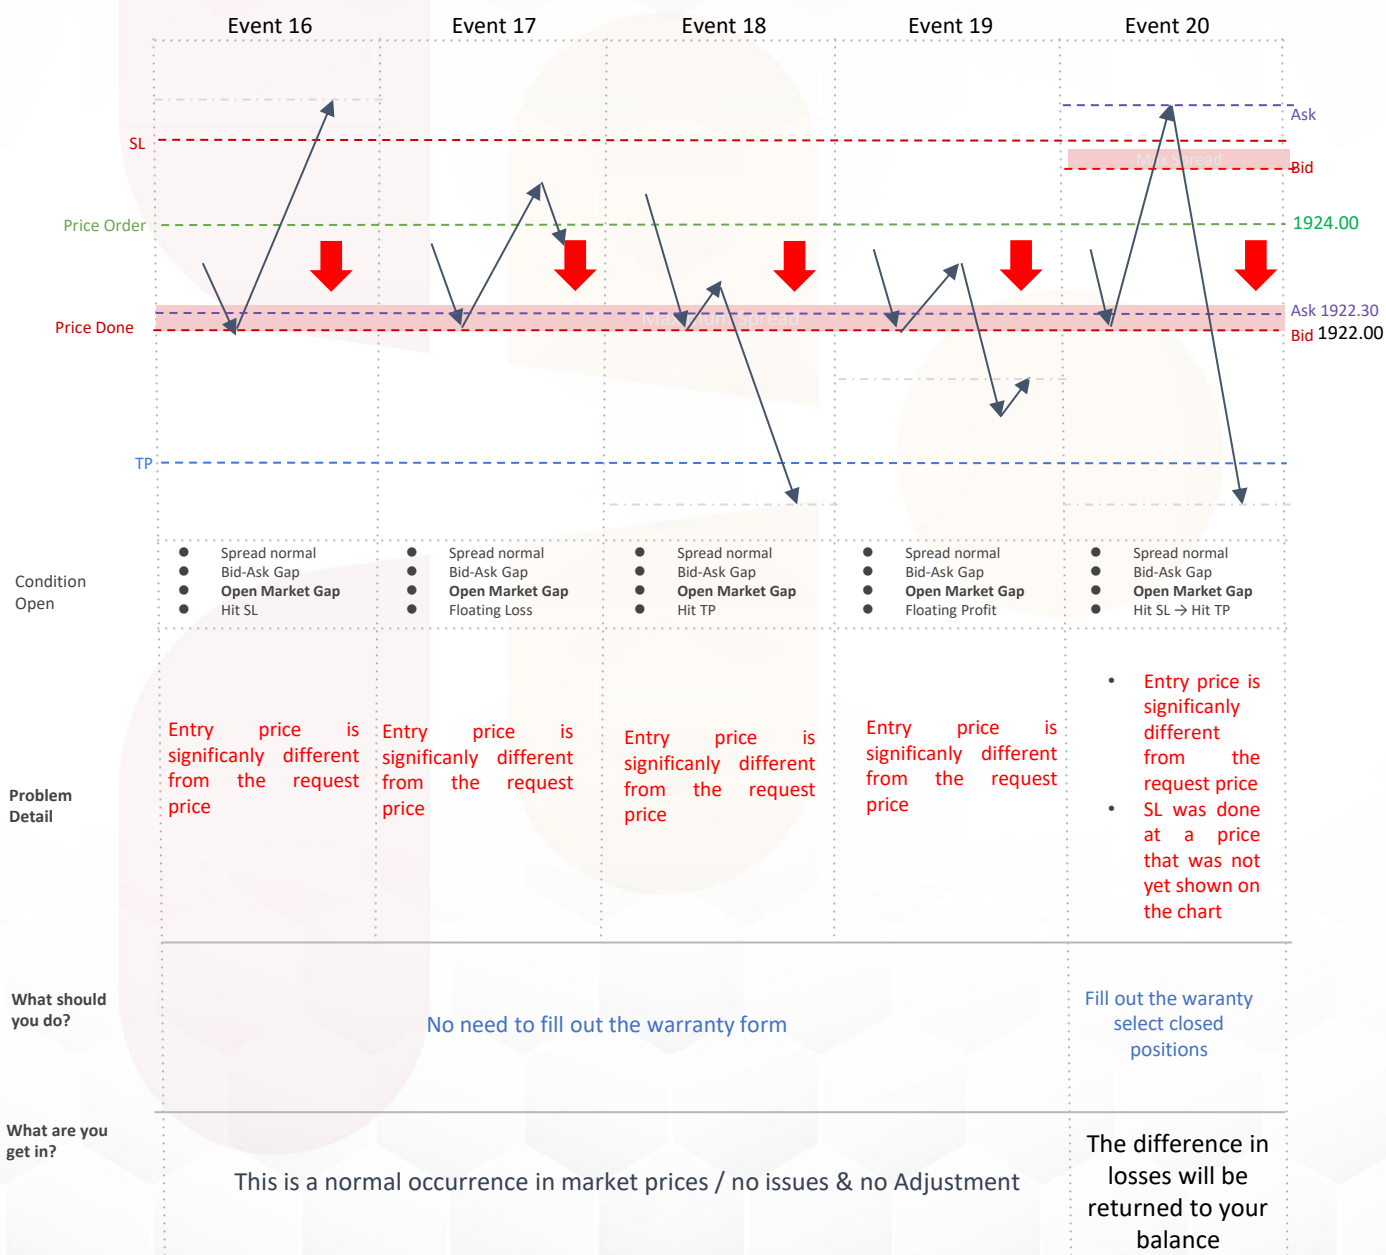 Event 16
Event 17
Event 18
Event 19
Event 20
Ask
SL
Max Spread
Bid
Price Order
1924.00
Ask 1922.30
Maximum Spread
Price Done
Bid 1922.00
TP
Condition
Open
● Spread normal
● Bid-Ask Gap
● Open Market Gap
● Hit SL
● Spread normal
● Bid-Ask Gap
● Open Market Gap
● Floating Loss
● Spread normal
● Bid-Ask Gap
● Open Market Gap
● Hit TP
● Spread normal
● Bid-Ask Gap
● Open Market Gap
● Floating Profit
● Spread normal
● Bid-Ask Gap
● Open Market Gap
● Hit SL → Hit TP
Problem
Detail
Entry price is
significanly different
from the request
price
Entry price is
significanly different
from the request
price
Entry price is
significanly different
from the request
price
Entry price is
significanly different
from the request
price
• Entry price is
significanly
different
from the
request price
• SL was done
at a price
that was not
yet shown on
the chart
What should
you do?
No need to fill out the warranty form
Fill out the waranty
select closed
positions
What are you
get in?
This is a normal occurrence in market prices / no issues & no Adjustment
The difference in
losses will be
returned to your
balance